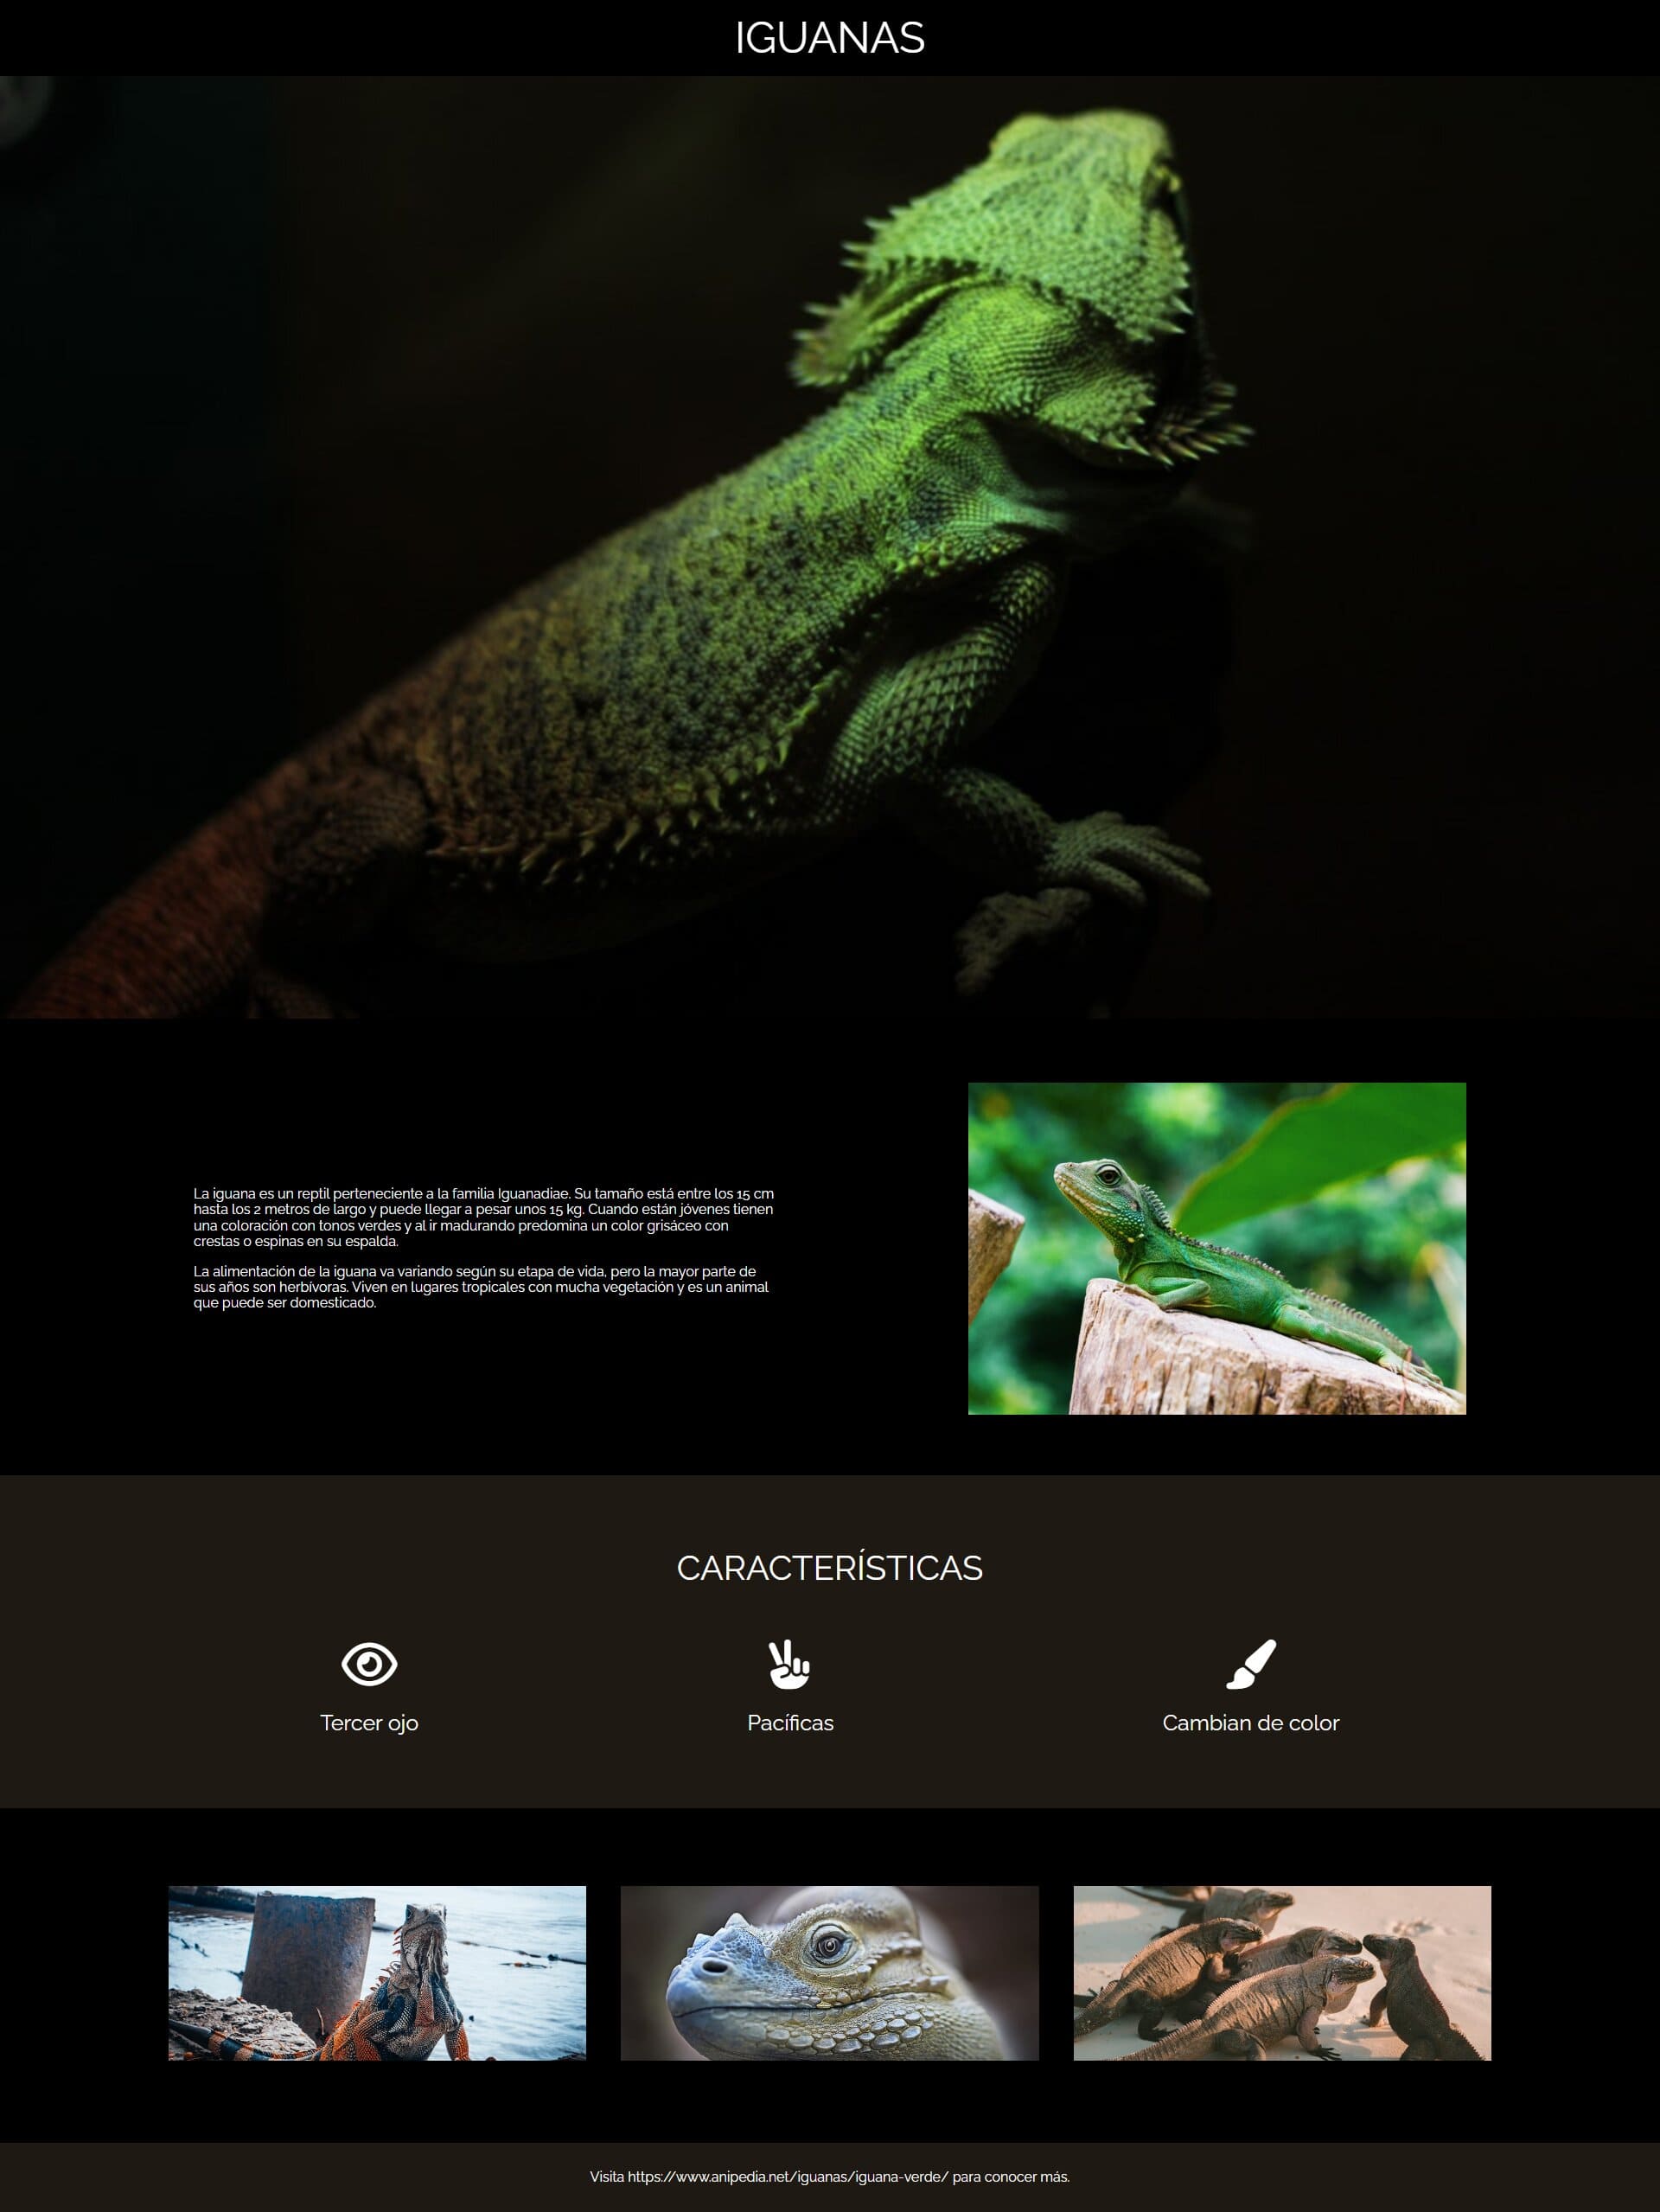 IGUANAS
La iguana es un reptil perteneciente a la familia Iguanadiae. Su tamaño está entre los 15 cm
hasta los 2 metros de largo y puede llegar a pesar unos 15 kg. Cuando están jóvenes tienen
una coloración con tonos verdes y al ir madurando predomina un color grisáceo con
crestas o espinas en su espalda.
La alimentación de la iguana va variando según su etapa de vida, pero la mayor parte de
sus años son herbívoras. Viven en lugares tropicales con mucha vegetación y es un animal
que puede ser domesticado.
CARACTERÍSTICAS
Tercer ojo
Pacíficas
Cambian de color
Visita https://www.anipedia.net/iguanas/iguana-verde/ para conocer más.